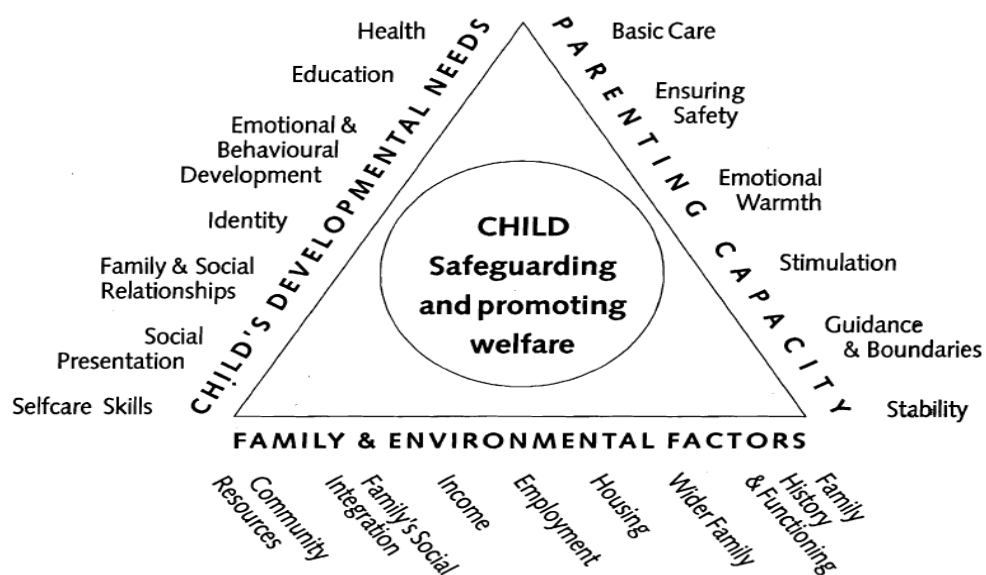 Health
Education
Emotional &
Behavioural
Development
Identity
Family & Social
Relationships
Social
Presentation
Selfcare Skills
CHILD'S DEVELOPMENTAL NEEDS
PARENTING CAPACITY
Basic Care
Ensuring
Safety
Emotional
Warmth
Stimulation
Guidance
& Boundaries
Stability
CHILD
Safeguarding
and promoting
welfare
FAMILY & ENVIRONMENTAL FACTORS
Community
Resources
Family's Social
Integration
Income
Employment
Housing
Wider Family
Family
History
& Functioning